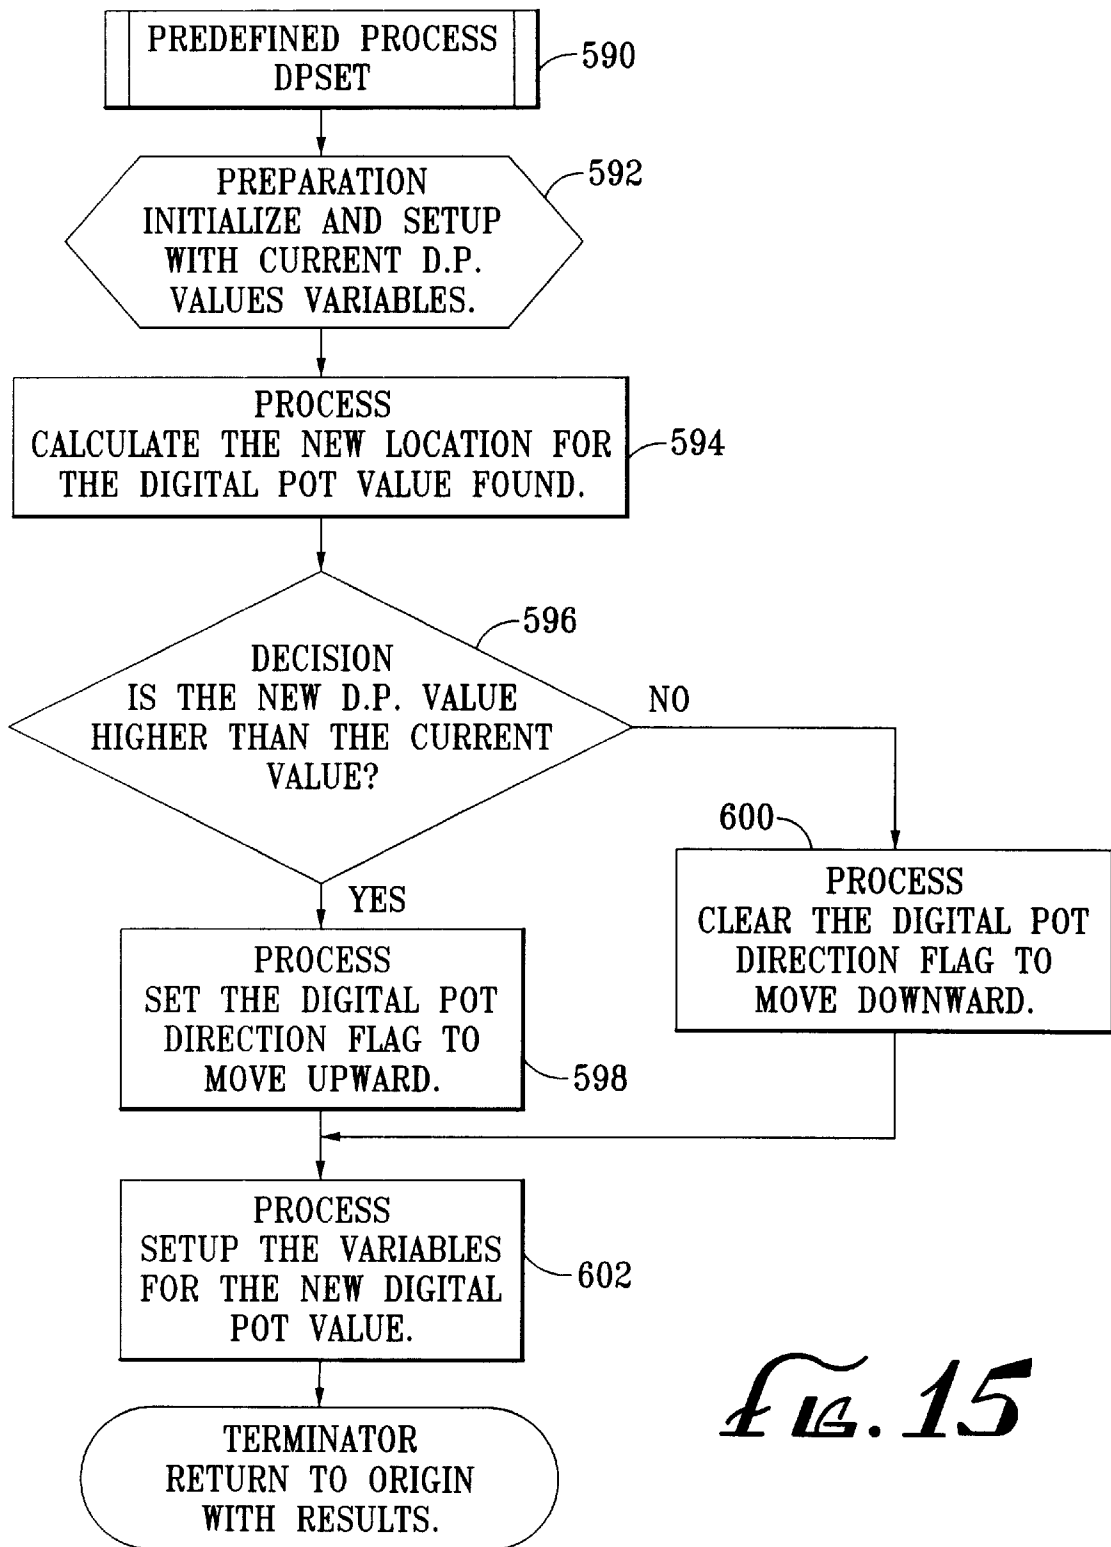 PREDEFINED PROCESS
DPSET
590
PREPARATION
INITIALIZE AND SETUP
WITH CURRENT D.P.
VALUES VARIABLES.
592
PROCESS
CALCULATE THE NEW LOCATION FOR
THE DIGITAL POT VALUE FOUND.
594
DECISION
IS THE NEW D.P. VALUE
HIGHER THAN THE CURRENT
VALUE?
596
NO
YES
600
PROCESS
CLEAR THE DIGITAL POT
DIRECTION FLAG TO
MOVE DOWNWARD.
PROCESS
SET THE DIGITAL POT
DIRECTION FLAG TO
MOVE UPWARD.
598
PROCESS
SETUP THE VARIABLES
FOR THE NEW DIGITAL
POT VALUE.
602
TERMINATOR
RETURN TO ORIGIN
WITH RESULTS.
FIG. 15